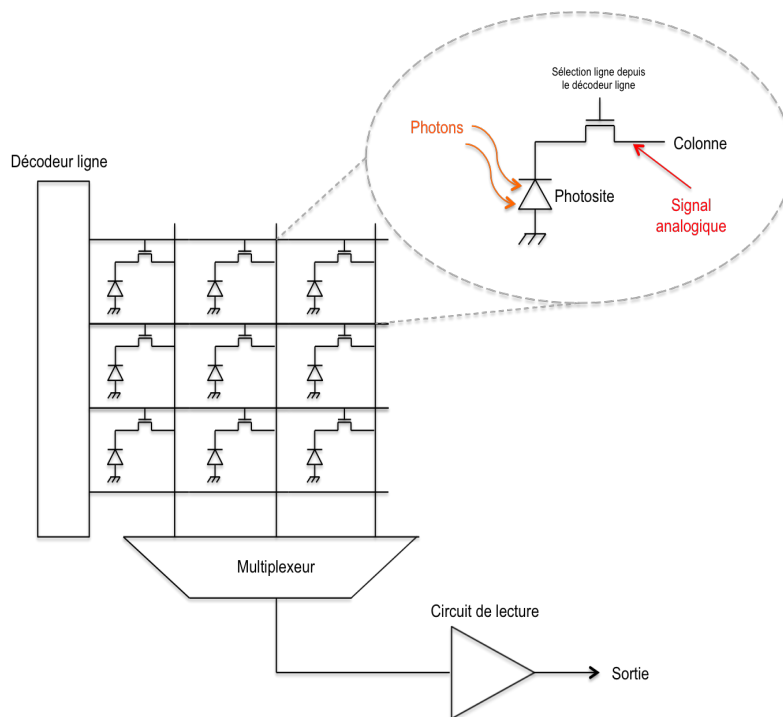 Sélection ligne depuis
le décodeur ligne
Photons
Colonne
Décodeur ligne
Photosite
Signal
analogique
Multiplexeur
Circuit de lecture
Sortie